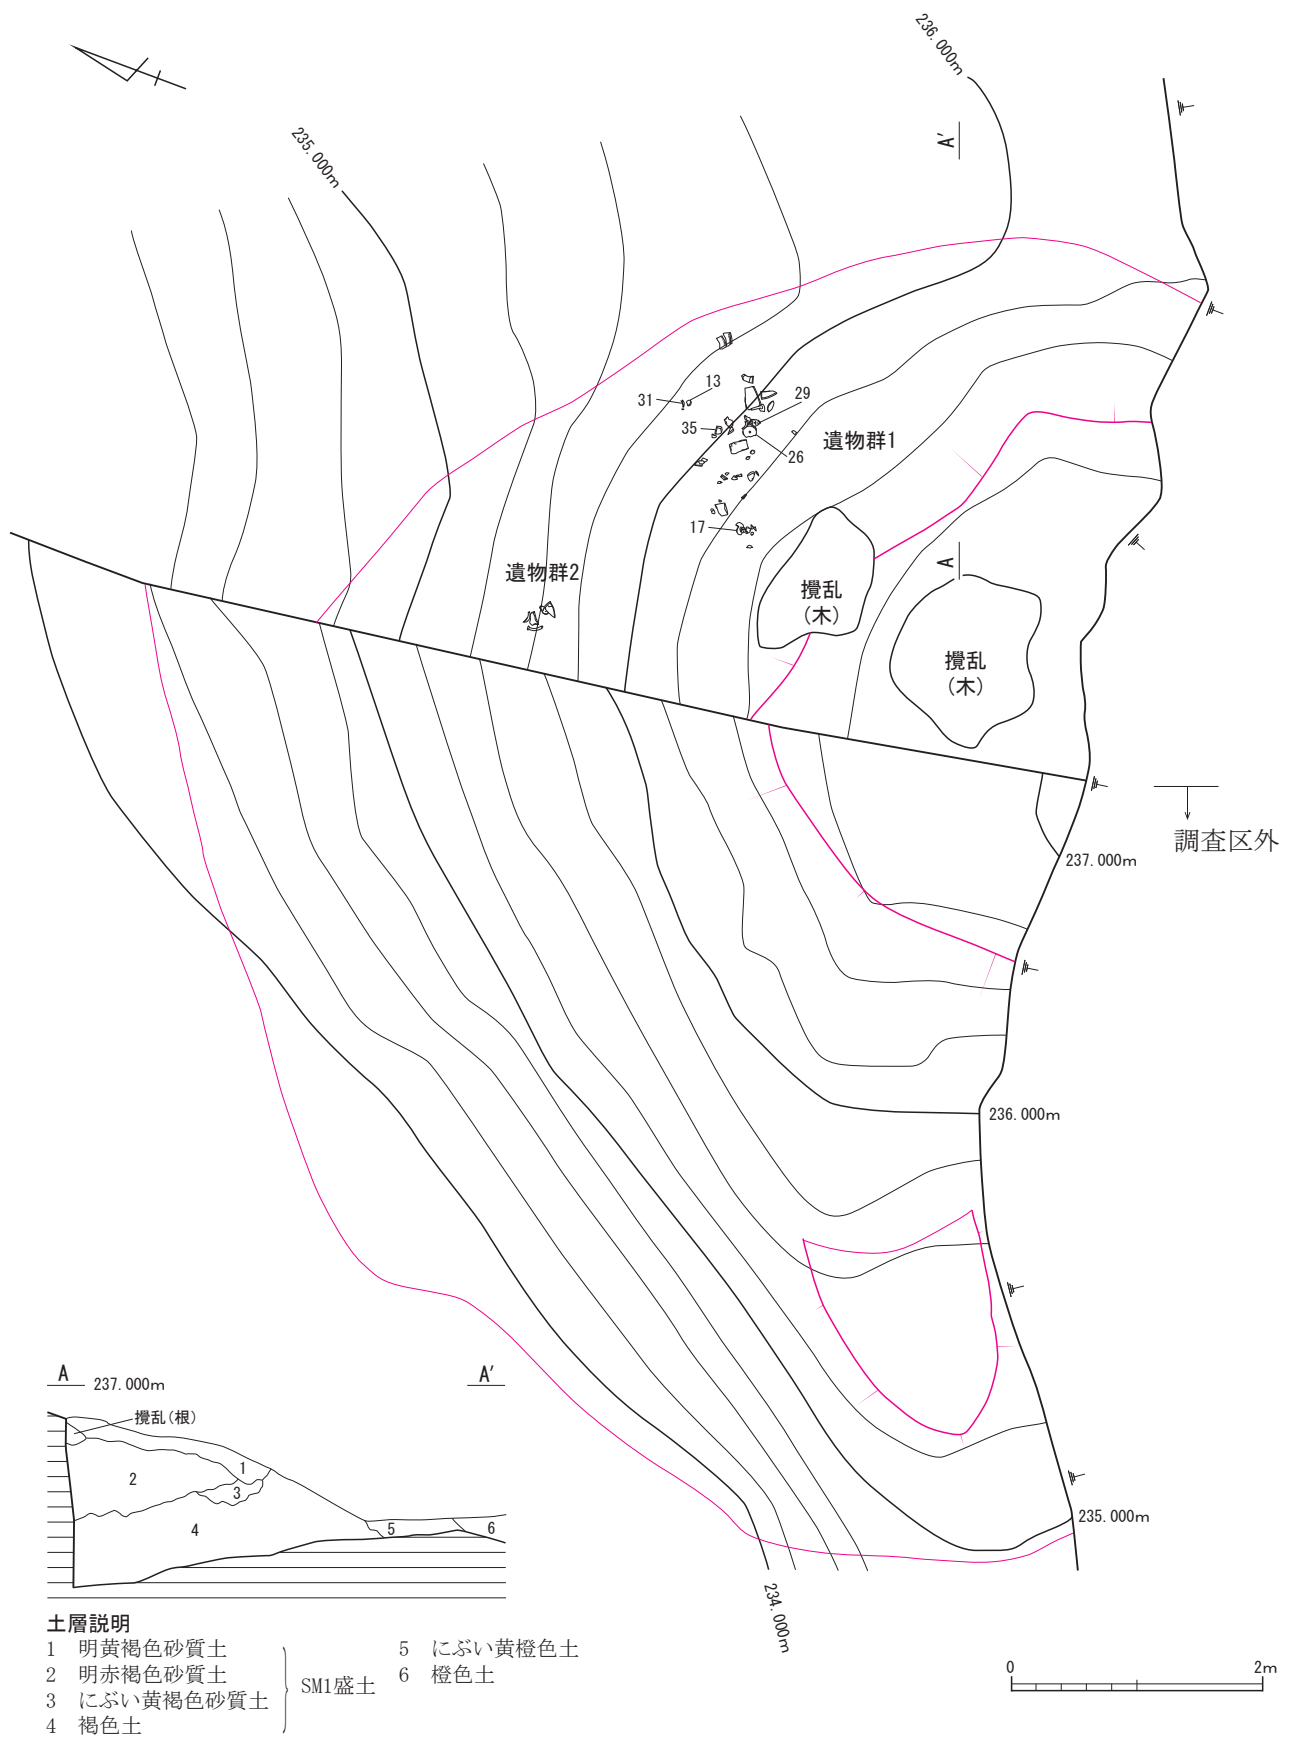 236.000m
A'
235.000m
13
31
29
35
遺物群1
26
17
A
遺物群2
攪乱
(木)
攪乱
(木)
調査区外
237.000m
236.000m
235.000m
234.000m
A
237.000m
A'
攪乱(根)
1
2
3
4
5
6
土層説明
1 明黄褐色砂質土
2 明赤褐色砂質土
3 にぶい黄褐色砂質土
4 褐色土
SM1盛土
5 にぶい黄橙色土
6 橙色土
0 2m